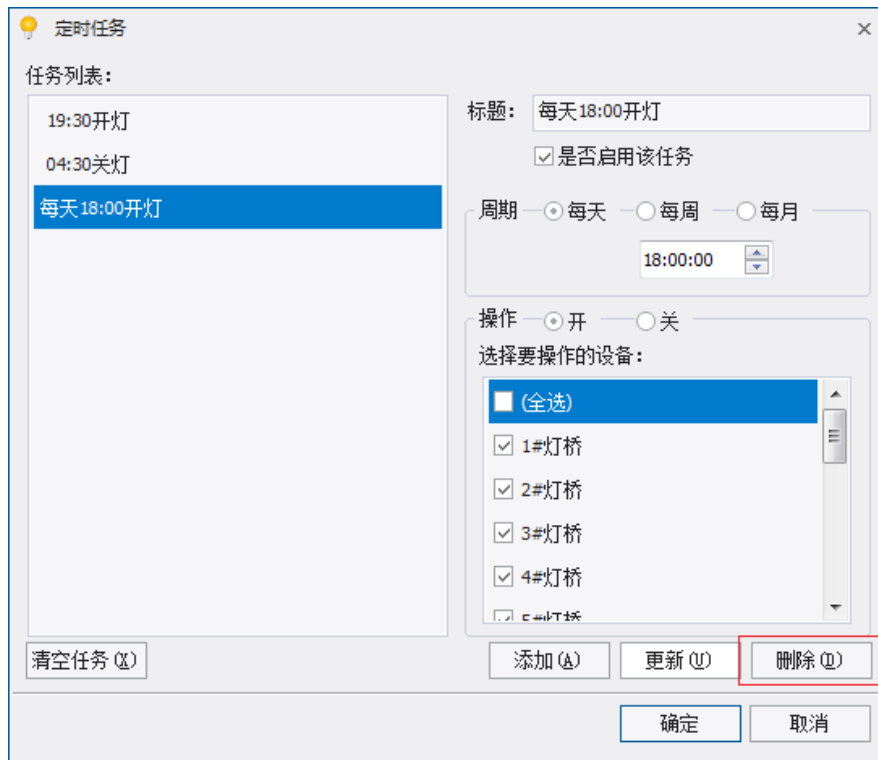 定时任务
任务列表:
19:30开灯
04:30关灯
每天18:00开灯
标题: 每天18:00开灯
是否启用该任务
周期 每天 每周 每月
18:00:00
操作 开 关
选择要操作的设备:
(全选)
1#灯桥
2#灯桥
3#灯桥
4#灯桥
5#灯桥
清空任务(X) 添加(A) 更新(U) 删除(D)
确定 取消